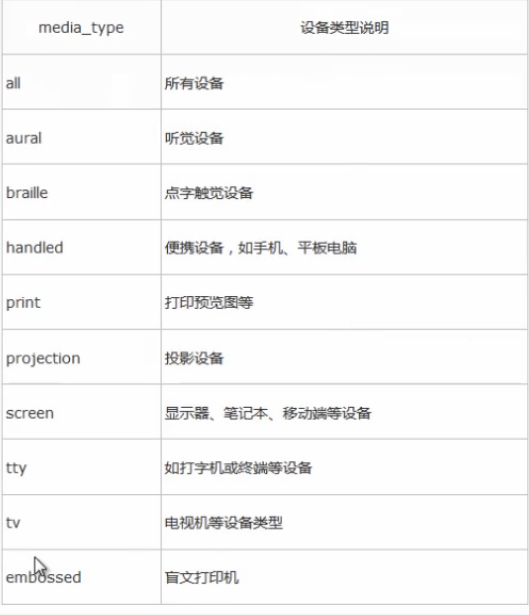 media_type 设备类型说明
all 所有设备
aural 听觉设备
braille 点字触觉设备
handled 便携设备，如手机、平板电脑
print 打印预览图等
projection 投影设备
screen 显示器、笔记本、移动端等设备
tty 如打字机或终端等设备
tv 电视机等设备类型
embossed 盲文打印机